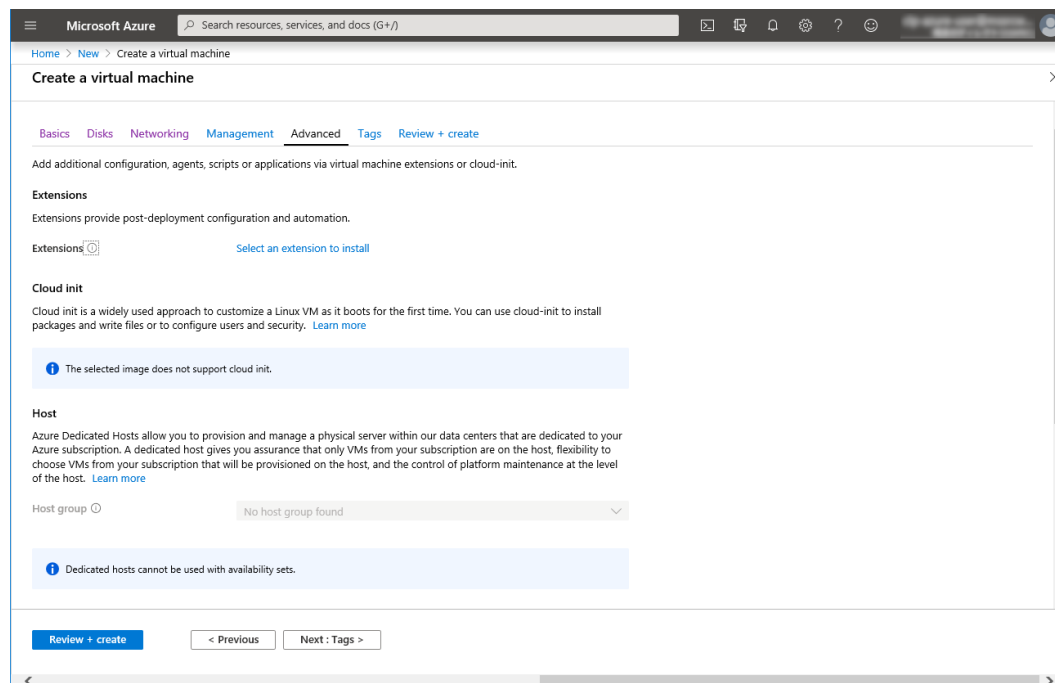 Microsoft Azure
Search resources, services, and docs (G+/)
Home > New > Create a virtual machine
Create a virtual machine
Basics Disks Networking Management Advanced Tags Review + create
Add additional configuration, agents, scripts or applications via virtual machine extensions or cloud-init.
Extensions
Extensions provide post-deployment configuration and automation.
Extensions Select an extension to install
Cloud init
Cloud init is a widely used approach to customize a Linux VM as it boots for the first time. You can use cloud-init to install
packages and write files or to configure users and security. Learn more
The selected image does not support cloud init.
Host
Azure Dedicated Hosts allow you to provision and manage a physical server within our data centers that are dedicated to your
Azure subscription. A dedicated host gives you assurance that only VMs from your subscription are on the host, flexibility to
choose VMs from your subscription that will be provisioned on the host, and the control of platform maintenance at the level
of the host. Learn more
Host group No host group found
Dedicated hosts cannot be used with availability sets.
Review + create < Previous Next : Tags >